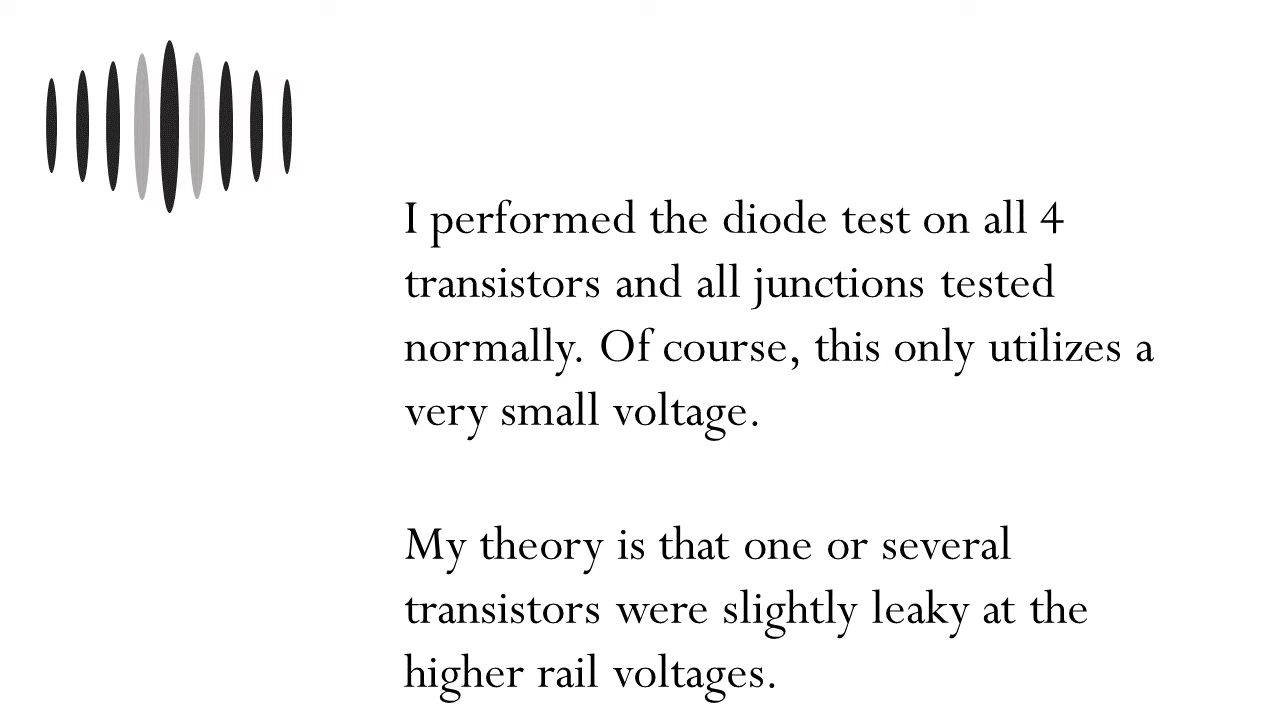 I performed the diode test on all 4
transistors and all junctions tested
normally. Of course, this only utilizes a
very small voltage.
My theory is that one or several
transistors were slightly leaky at the
higher rail voltages.